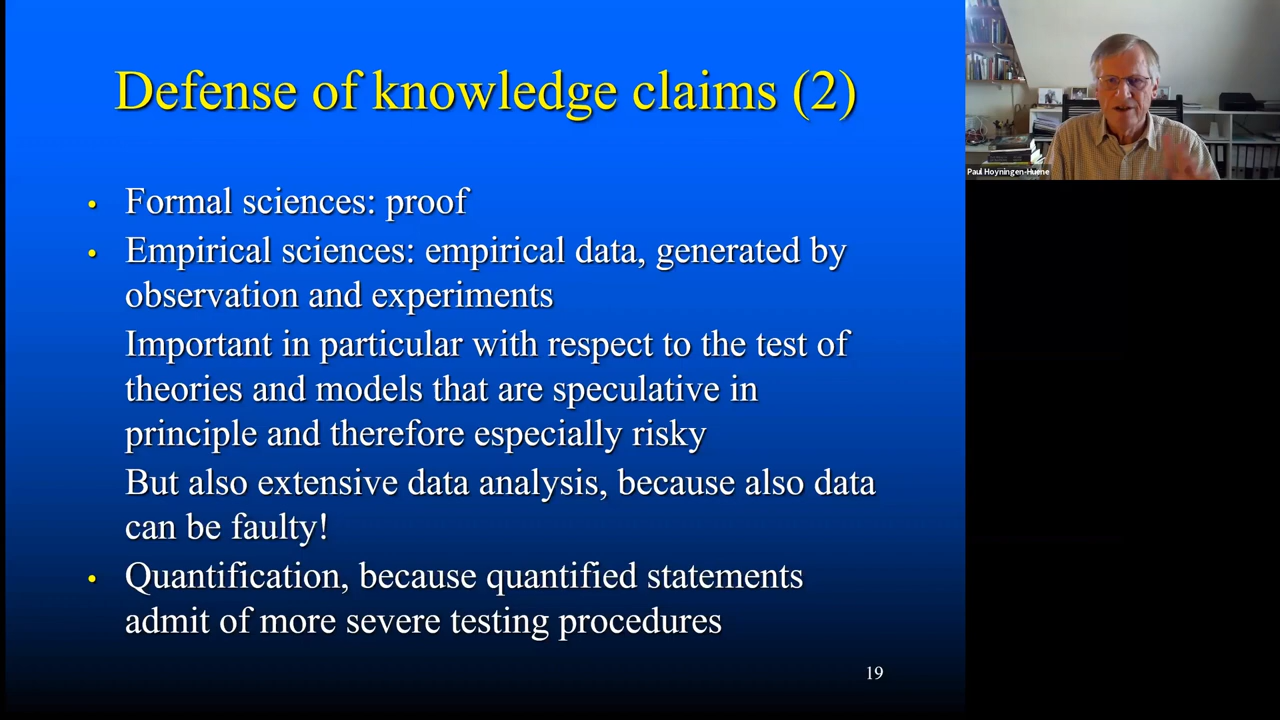 Defense of knowledge claims (2)
• Formal sciences: proof
• Empirical sciences: empirical data, generated by
observation and experiments
Important in particular with respect to the test of
theories and models that are speculative in
principle and therefore especially risky
But also extensive data analysis, because also data
can be faulty!
• Quantification, because quantified statements
admit of more severe testing procedures
19
Paul Hoyningen-Huene